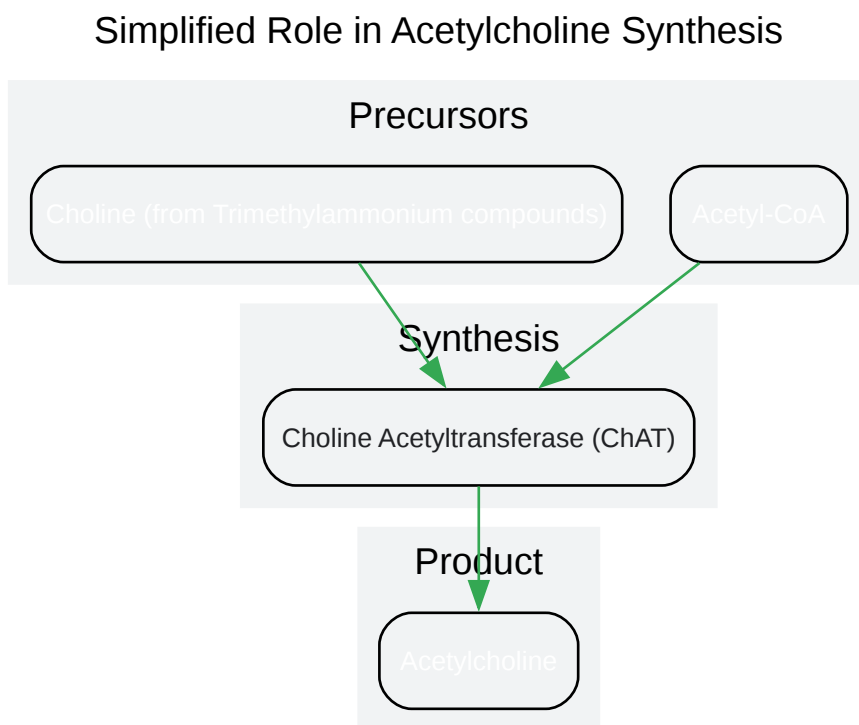 Simplified Role in Acetylcholine Synthesis
Precursors
Choline (from Trimethylammonium compounds)
Acetyl-CoA
Synthesis
Choline Acetyltransferase (ChAT)
Product
Acetylcholine